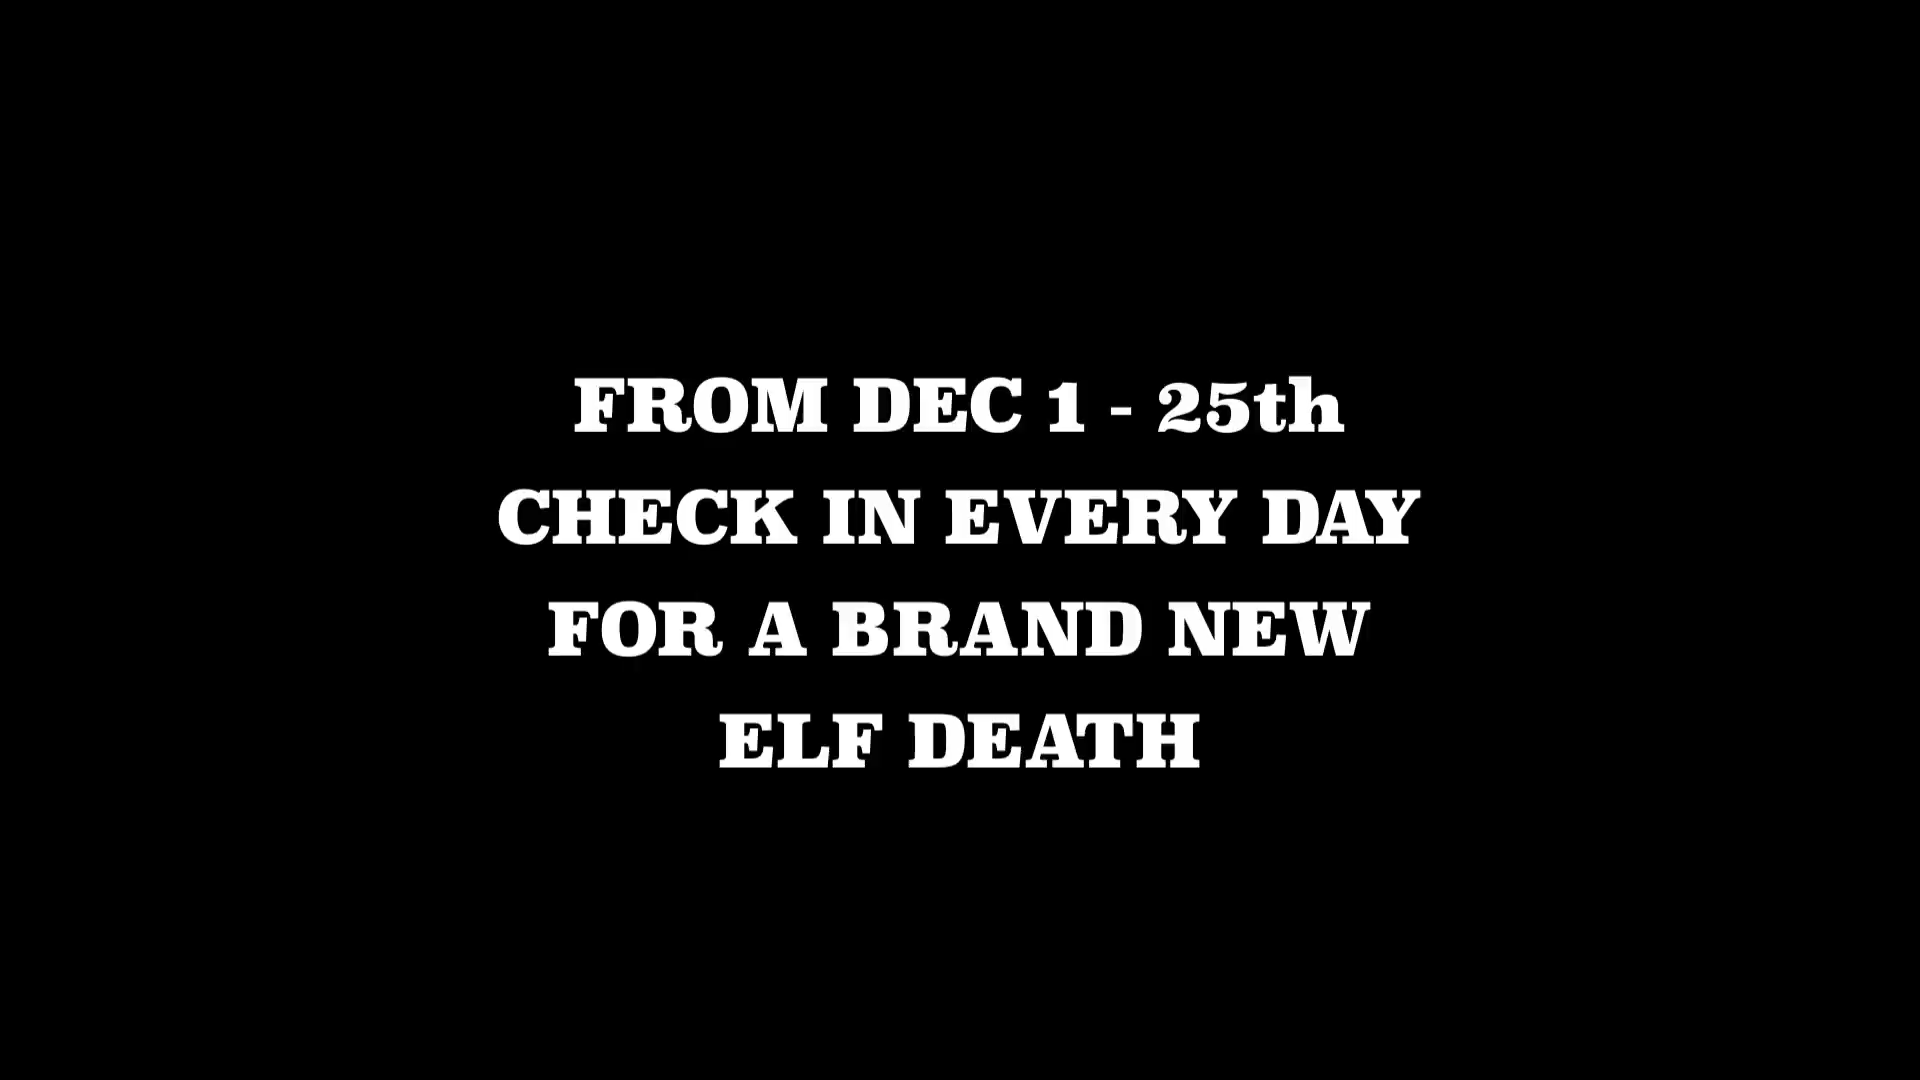 FROM DEC 1 - 25th
CHECK IN EVERY DAY
FOR A BRAND NEW
ELF DEATH